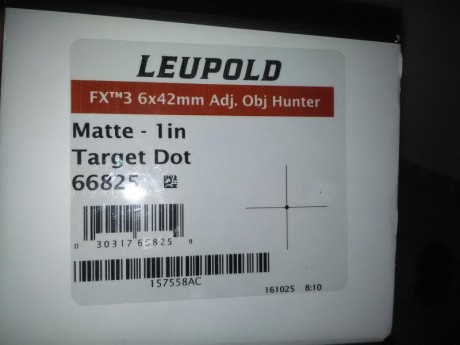 LEUPOLD
FX™3 6x42mm Adj. Obj Hunter
Matte - 1in
Target Dot
66825
0 30317 66825 9
157558AC
161025 8:10